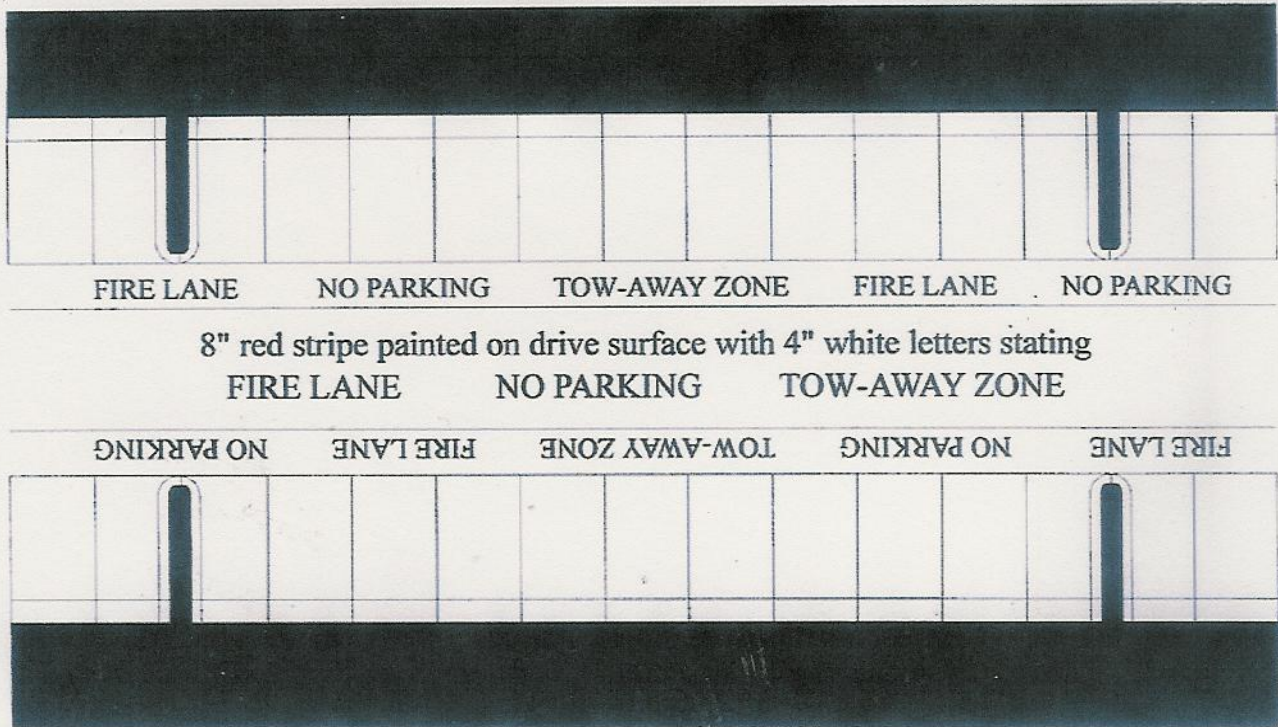 FIRE LANE NO PARKING TOW-AWAY ZONE FIRE LANE NO PARKING
8" red stripe painted on drive surface with 4" white letters stating
FIRE LANE NO PARKING TOW-AWAY ZONE
FIRE LANE NO PARKING TOW-AWAY ZONE FIRE LANE NO PARKING